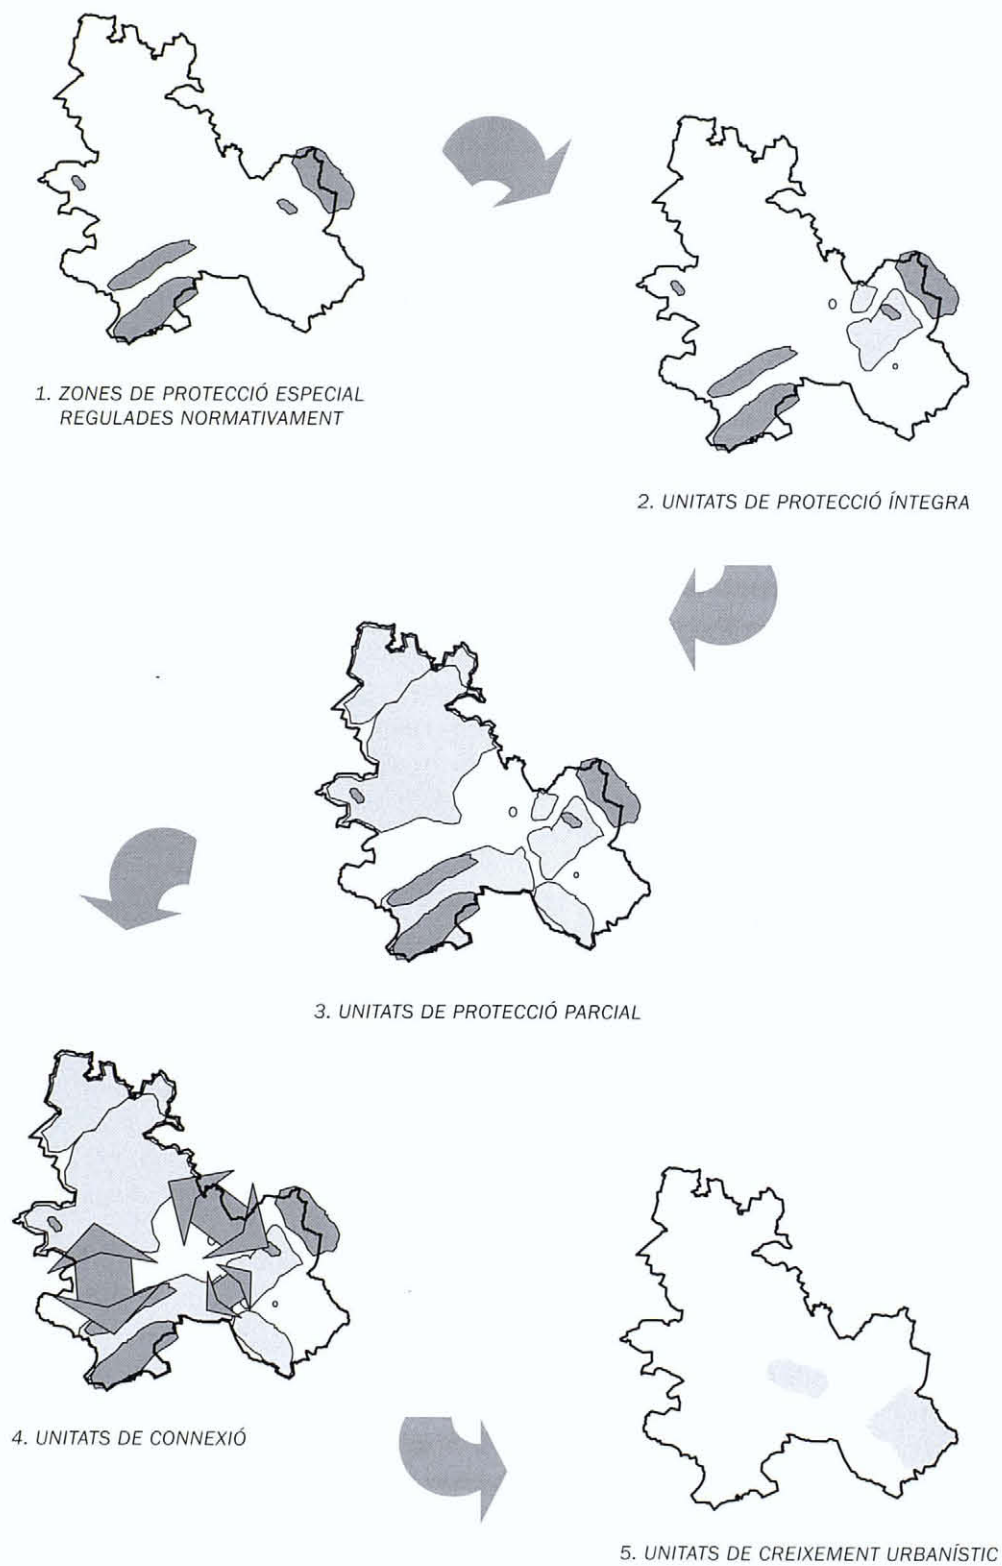 1. ZONES DE PROTECCIÓ ESPECIAL
REGULADES NORMATIVAMENT
2. UNITATS DE PROTECCIÓ ÍNTEGRA
3. UNITATS DE PROTECCIÓ PARCIAL
4. UNITATS DE CONNEXIÓ
5. UNITATS DE CREIXEMENT URBANÍSTIC